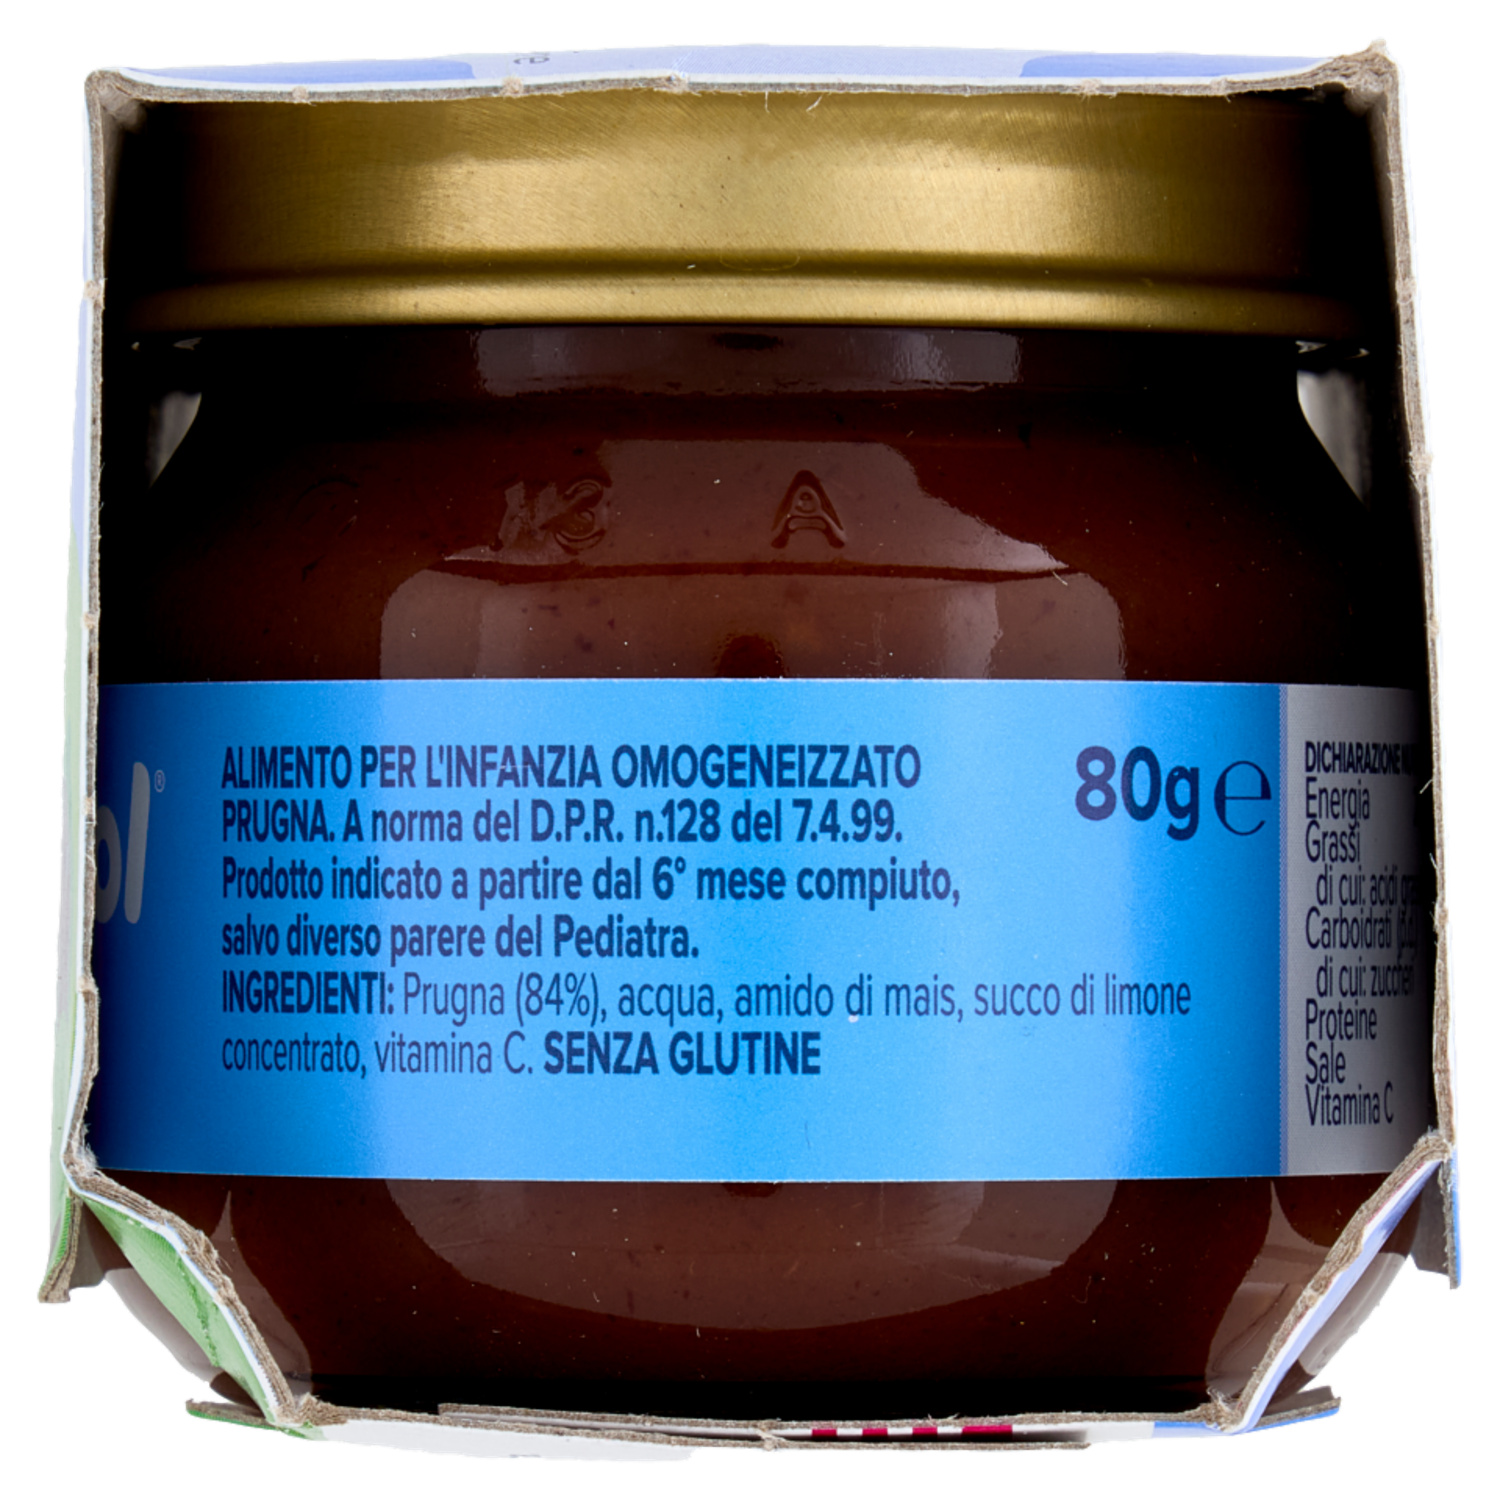 ALIMENTO PER L'INFANZIA OMOGENEIZZATO
PRUGNA. A norma del D.P.R. n.128 del 7.4.99.
Prodotto indicato a partire dal 6° mese compiuto,
salvo diverso parere del Pediatra.
INGREDIENTI: Prugna (84%), acqua, amido di mais, succo di limone
concentrato, vitamina C. SENZA GLUTINE
80g ℮
DICHIARAZIONE
Energia
Grassi
di cui: acidi
Carboidrati
di cui: zuccheri
Proteine
Sale
Vitamina C